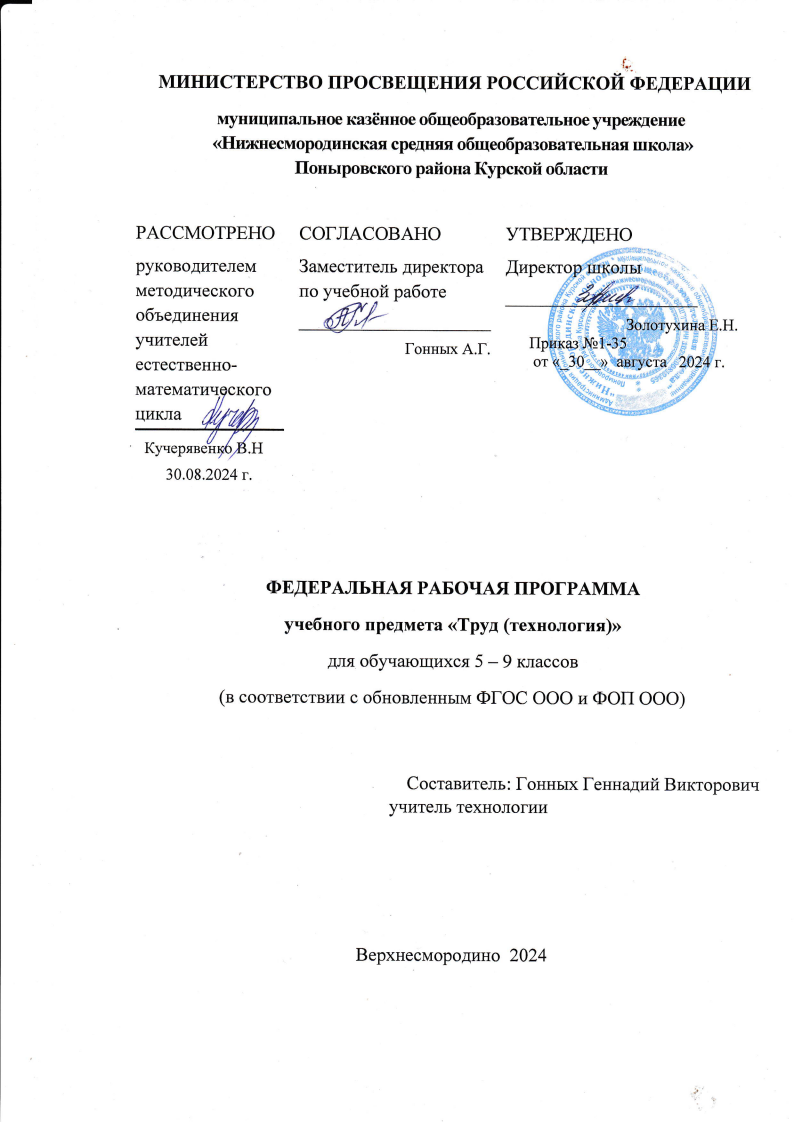 МИНИСТЕРСТВО ПРОСВЕЩЕНИЯ РОССИЙСКОЙ ФЕДЕРАЦИИ
муниципальное казённое общеобразовательное учреждение
«Нижнесмородинская средняя общеобразовательная школа»
Поныровского района Курской области
РАССМОТРЕНО
руководителем
методического
объединения
учителей
естественно-
математического
цикла
Кучерявенко В.Н
30.08.2024 г.
СОГЛАСОВАНО
Заместитель директора
по учебной работе
Гонных А.Г.
УТВЕРЖДЕНО
Директор школы
Золотухина Е.Н.
Приказ №1-35
от «_30__» августа 2024 г.
ФЕДЕРАЛЬНАЯ РАБОЧАЯ ПРОГРАММА
учебного предмета «Труд (технология)»
для обучающихся 5 – 9 классов
(в соответствии с обновленным ФГОС ООО и ФОП ООО)
Составитель: Гонных Геннадий Викторович
учитель технологии
Верхнесмородино 2024